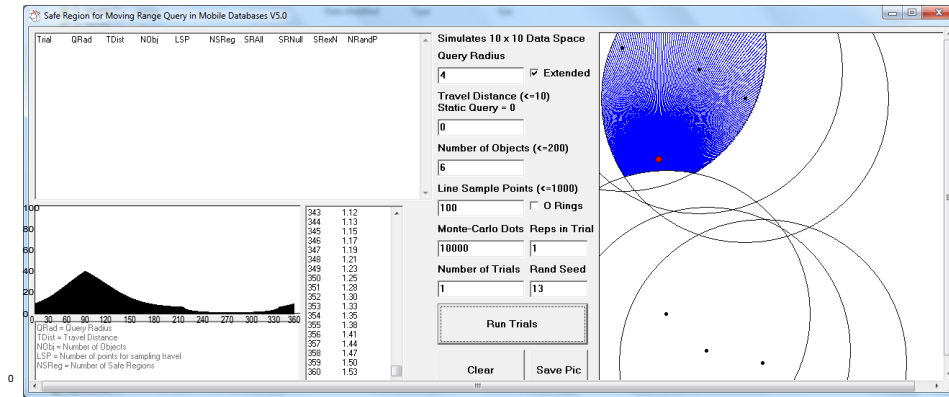 Safe Region for Moving Range Query in Mobile Databases V5.0
Trial QRad TDist NObj LSP NSReg SRAll SRNull SRexN NRandP
Simulates 10 x 10 Data Space
Query Radius
4
Extended
Travel Distance (<=10)
Static Query = 0
0
Number of Objects (<=200)
6
Line Sample Points (<=1000)
100
O Rings
Monte-Carlo Dots Reps in Trial
10000 1
Number of Trials Rand Seed
1 13
Run Trials
Clear Save Pic
100
80
60
40
20
0
0 30 60 90 120 150 180 210 240 270 300 330 360
QRad = Query Radius
TDist = Travel Distance
NObj = Number of Objects
LSP = Number of points for sampling travel
NSReg = Number of Safe Regions
343 1.12
344 1.13
345 1.15
346 1.17
347 1.19
348 1.21
349 1.23
350 1.25
351 1.28
352 1.30
353 1.33
354 1.35
355 1.38
356 1.41
357 1.44
358 1.47
359 1.50
360 1.53
0